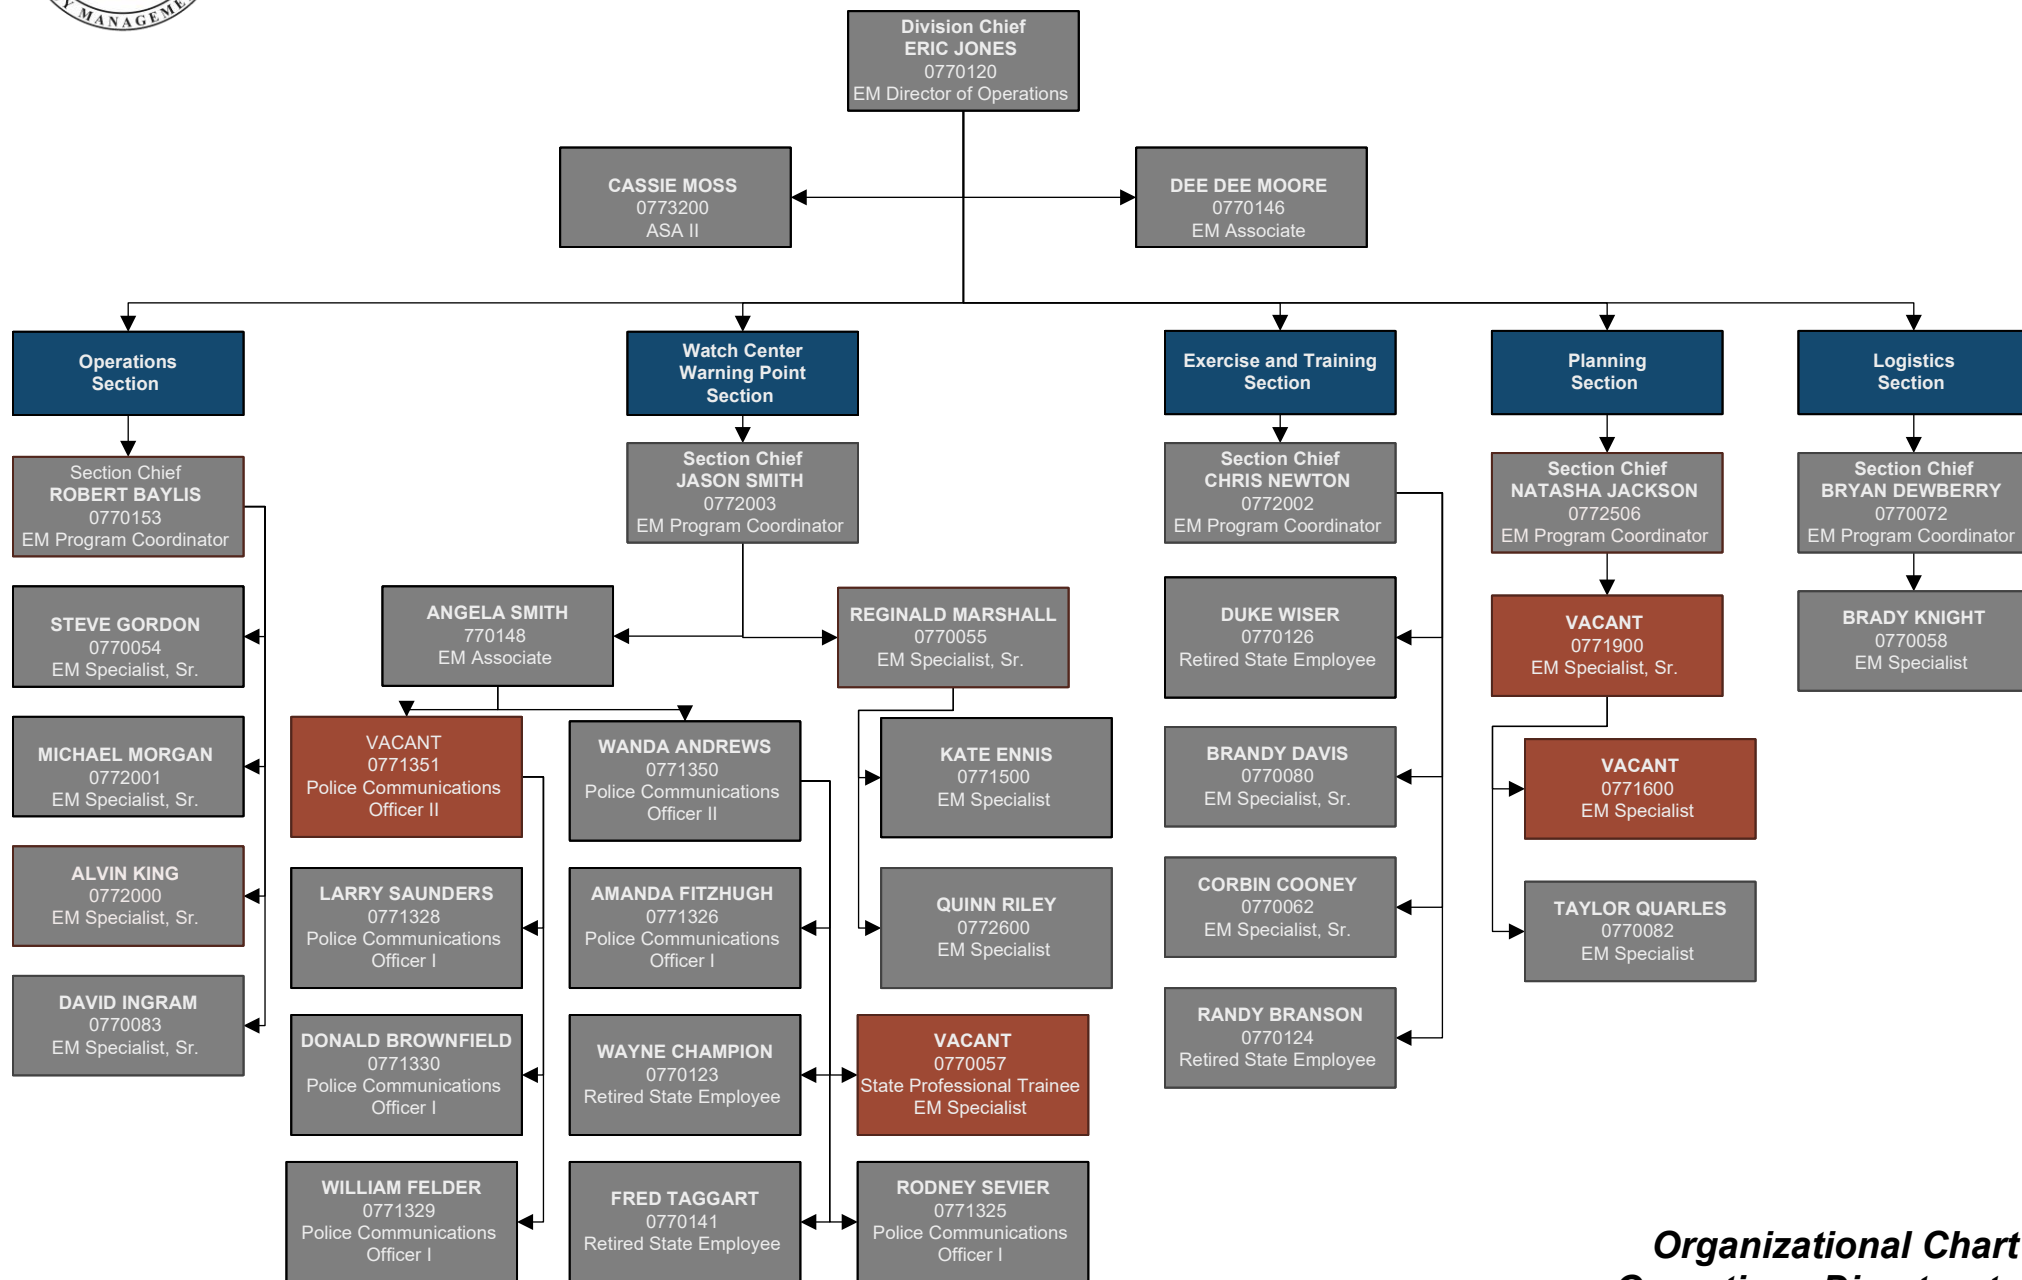 Division Chief
ERIC JONES
0770120
EM Director of Operations
CASSIE MOSS
0773200
ASA II
DEE DEE MOORE
0770146
EM Associate
Operations
Section
Watch Center
Warning Point
Section
Exercise and Training
Section
Planning
Section
Logistics
Section
Section Chief
ROBERT BAYLIS
0770153
EM Program Coordinator
Section Chief
JASON SMITH
0772003
EM Program Coordinator
Section Chief
CHRIS NEWTON
0772002
EM Program Coordinator
Section Chief
NATASHA JACKSON
0772506
EM Program Coordinator
Section Chief
BRYAN DEWBERRY
0770072
EM Program Coordinator
STEVE GORDON
0770054
EM Specialist, Sr.
ANGELA SMITH
770148
EM Associate
REGINALD MARSHALL
0770055
EM Specialist, Sr.
DUKE WISER
0770126
Retired State Employee
VACANT
0771900
EM Specialist, Sr.
BRADY KNIGHT
0770058
EM Specialist
MICHAEL MORGAN
0772001
EM Specialist, Sr.
VACANT
0771351
Police Communications
Officer II
WANDA ANDREWS
0771350
Police Communications
Officer II
KATE ENNIS
0771500
EM Specialist
BRANDY DAVIS
0770080
EM Specialist, Sr.
VACANT
0771600
EM Specialist
ALVIN KING
0772000
EM Specialist, Sr.
LARRY SAUNDERS
0771328
Police Communications
Officer I
AMANDA FITZHUGH
0771326
Police Communications
Officer I
QUINN RILEY
0772600
EM Specialist
CORBIN COONEY
0770062
EM Specialist, Sr.
TAYLOR QUARLES
0770082
EM Specialist
DAVID INGRAM
0770083
EM Specialist, Sr.
DONALD BROWNFIELD
0771330
Police Communications
Officer I
WAYNE CHAMPION
0770123
Retired State Employee
VACANT
0770057
State Professional Trainee
EM Specialist
RANDY BRANSON
0770124
Retired State Employee
WILLIAM FELDER
0771329
Police Communications
Officer I
FRED TAGGART
0770141
Retired State Employee
RODNEY SEVIER
0771325
Police Communications
Officer I
Organizational Chart